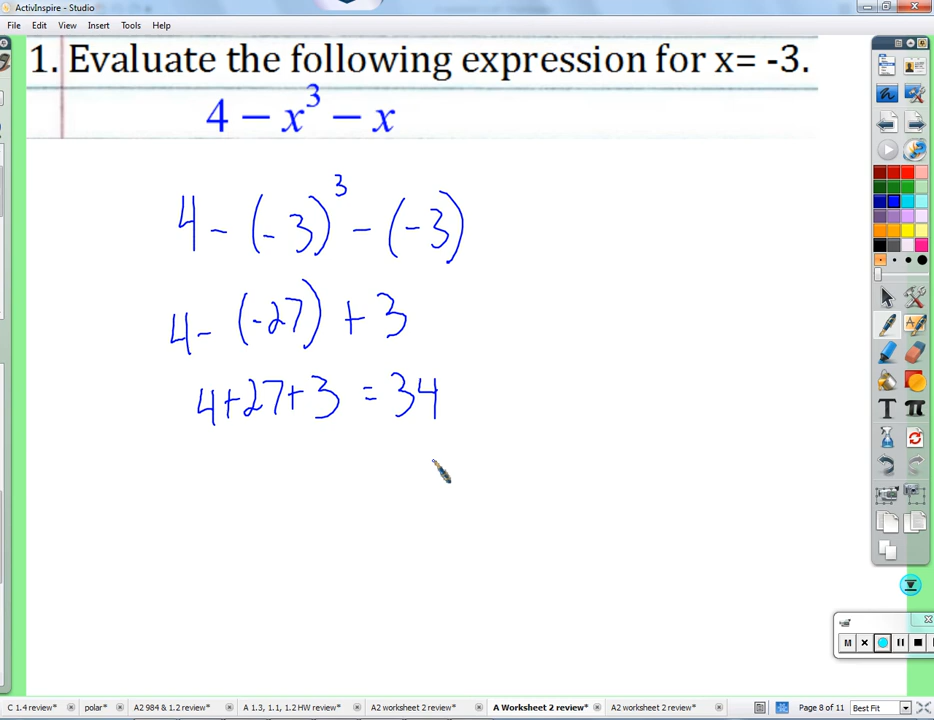 ActivInspire - Studio
File Edit View Insert Tools Help
1. Evaluate the following expression for x= -3.
4 − x³ − x
4 - (-3)³ - (-3)
4 - (-27) + 3
4+27+3 = 34
M
C 1.4 review* polar* A2 984 & 1.2 review* A 1.3, 1.1, 1.2 HW review* A2 worksheet 2 review* A Worksheet 2 review* A2 worksheet 2 review* Page 8 of 11 Best Fit